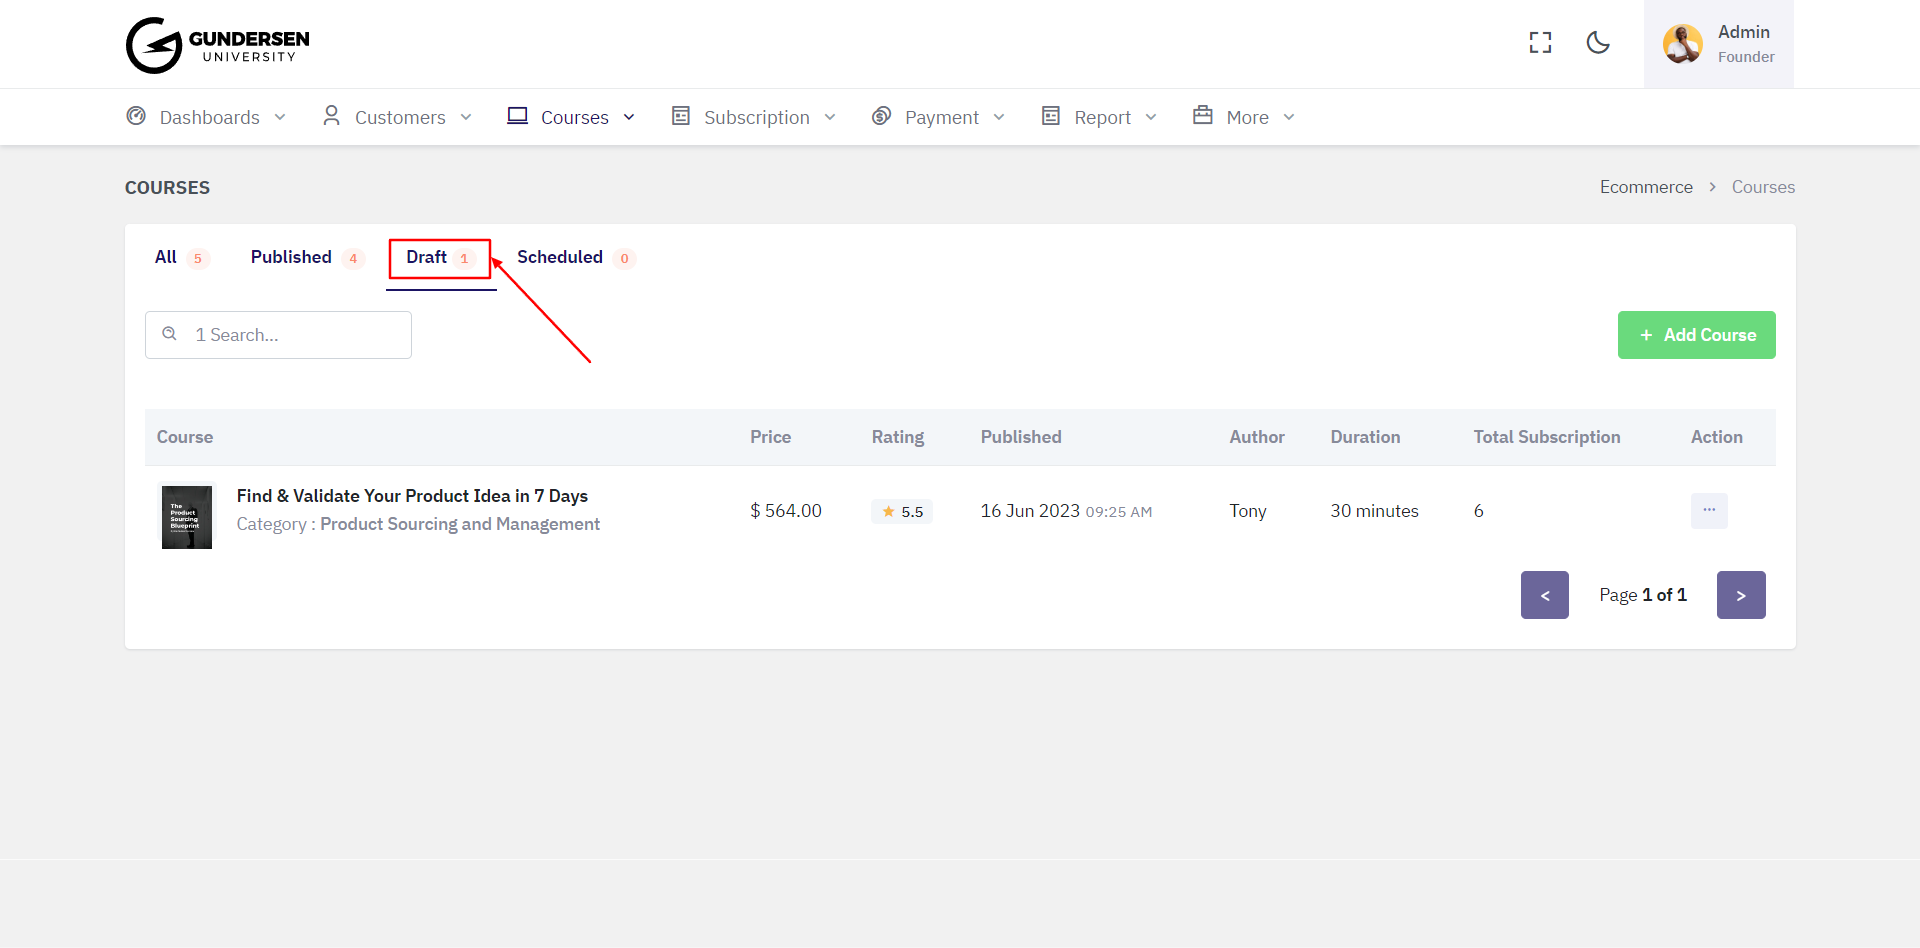 GUNDERSEN
UNIVERSITY
Admin
Founder
Dashboards
Customers
Courses
Subscription
Payment
Report
More
COURSES
Ecommerce > Courses
All 5
Published 4
Draft 1
Scheduled 0
1 Search...
+ Add Course
Course Price Rating Published Author Duration Total Subscription Action
The
Product
Sourcing
Blueprint
Find & Validate Your Product Idea in 7 Days
Category : Product Sourcing and Management
$ 564.00
5.5
16 Jun 2023 09:25 AM
Tony
30 minutes
6
...
< Page 1 of 1 >